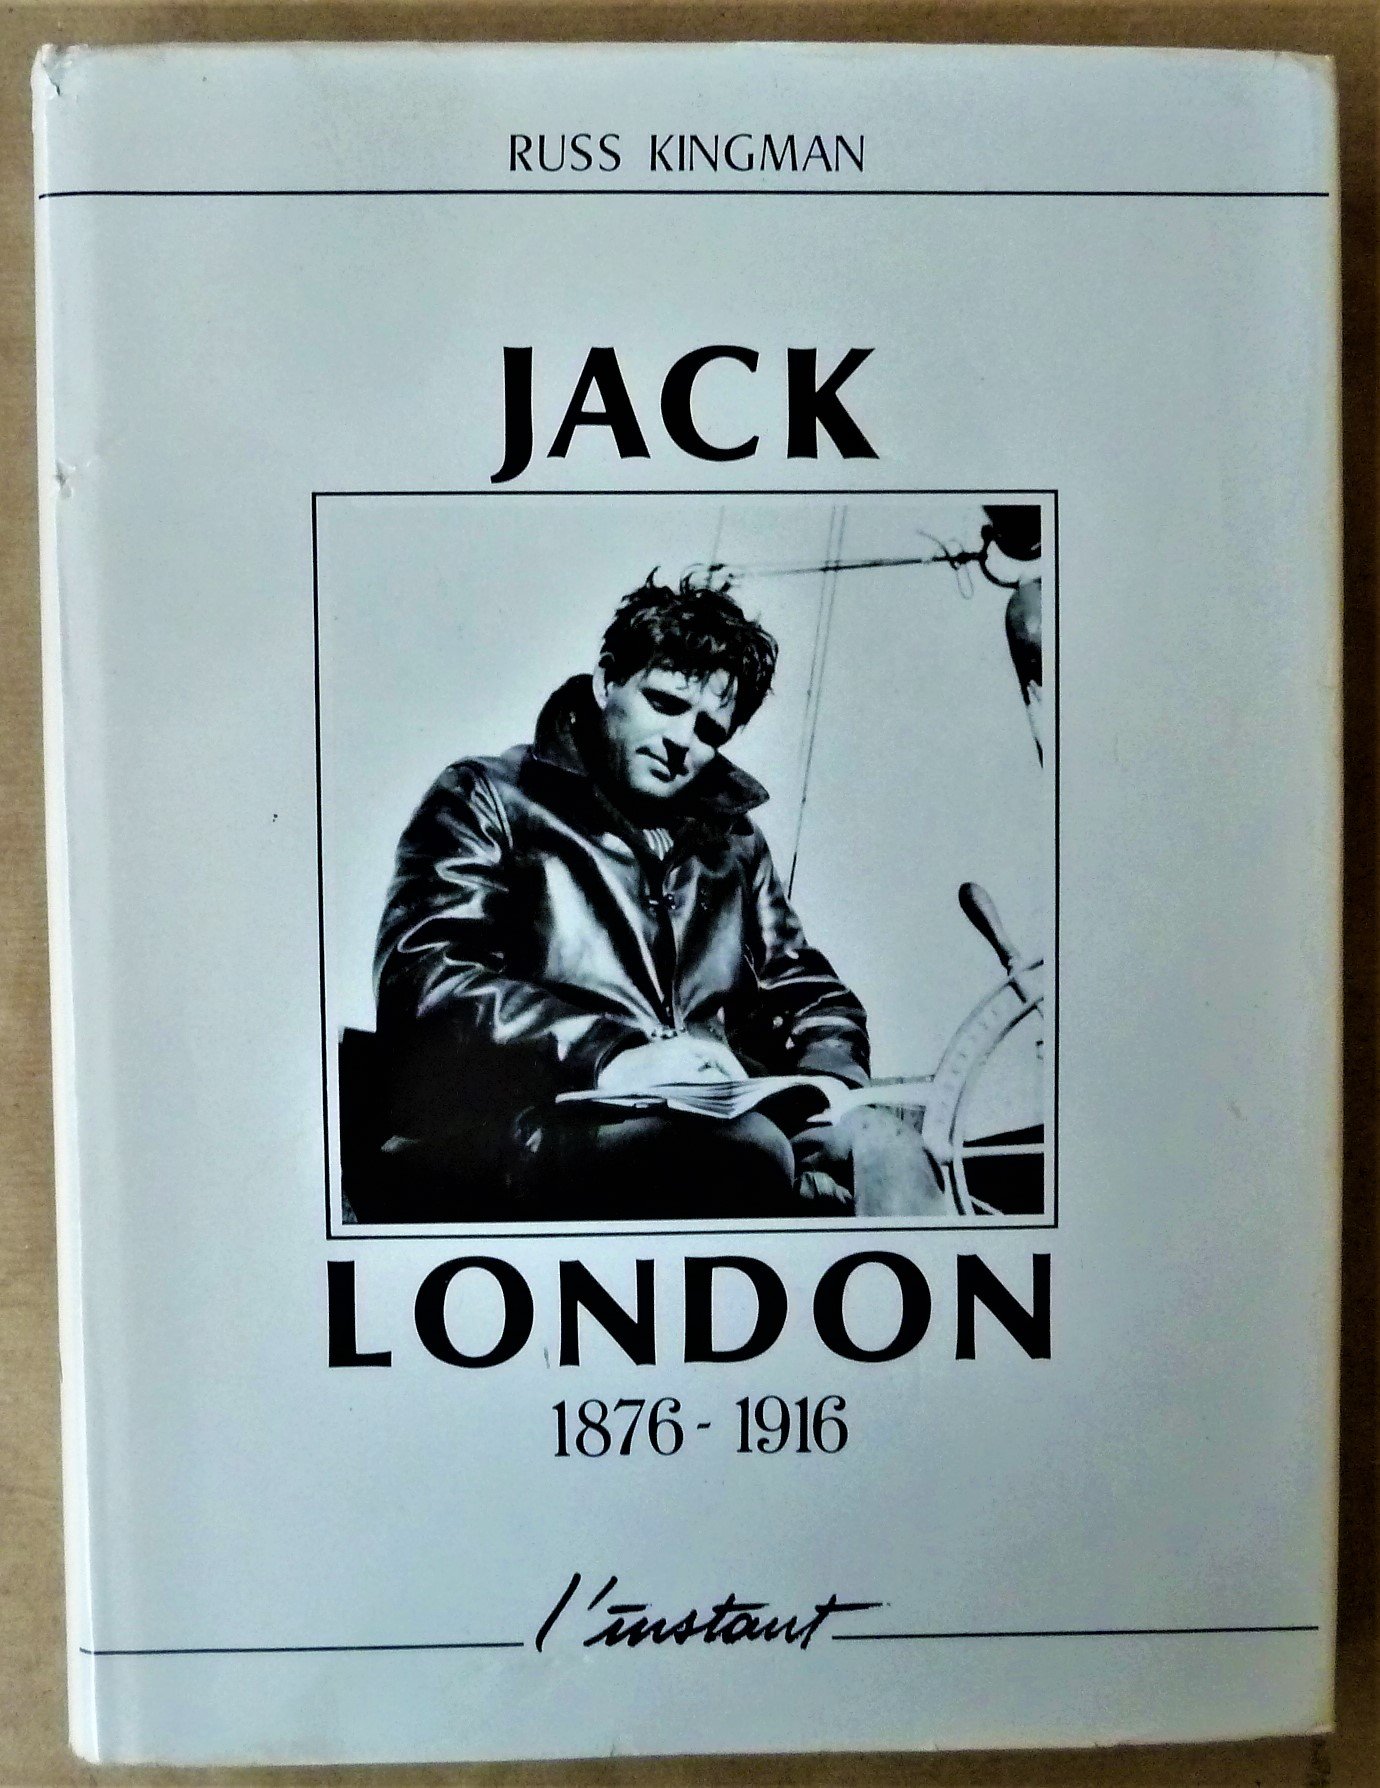 RUSS KINGMAN
JACK
LONDON
1876 - 1916
l'instant